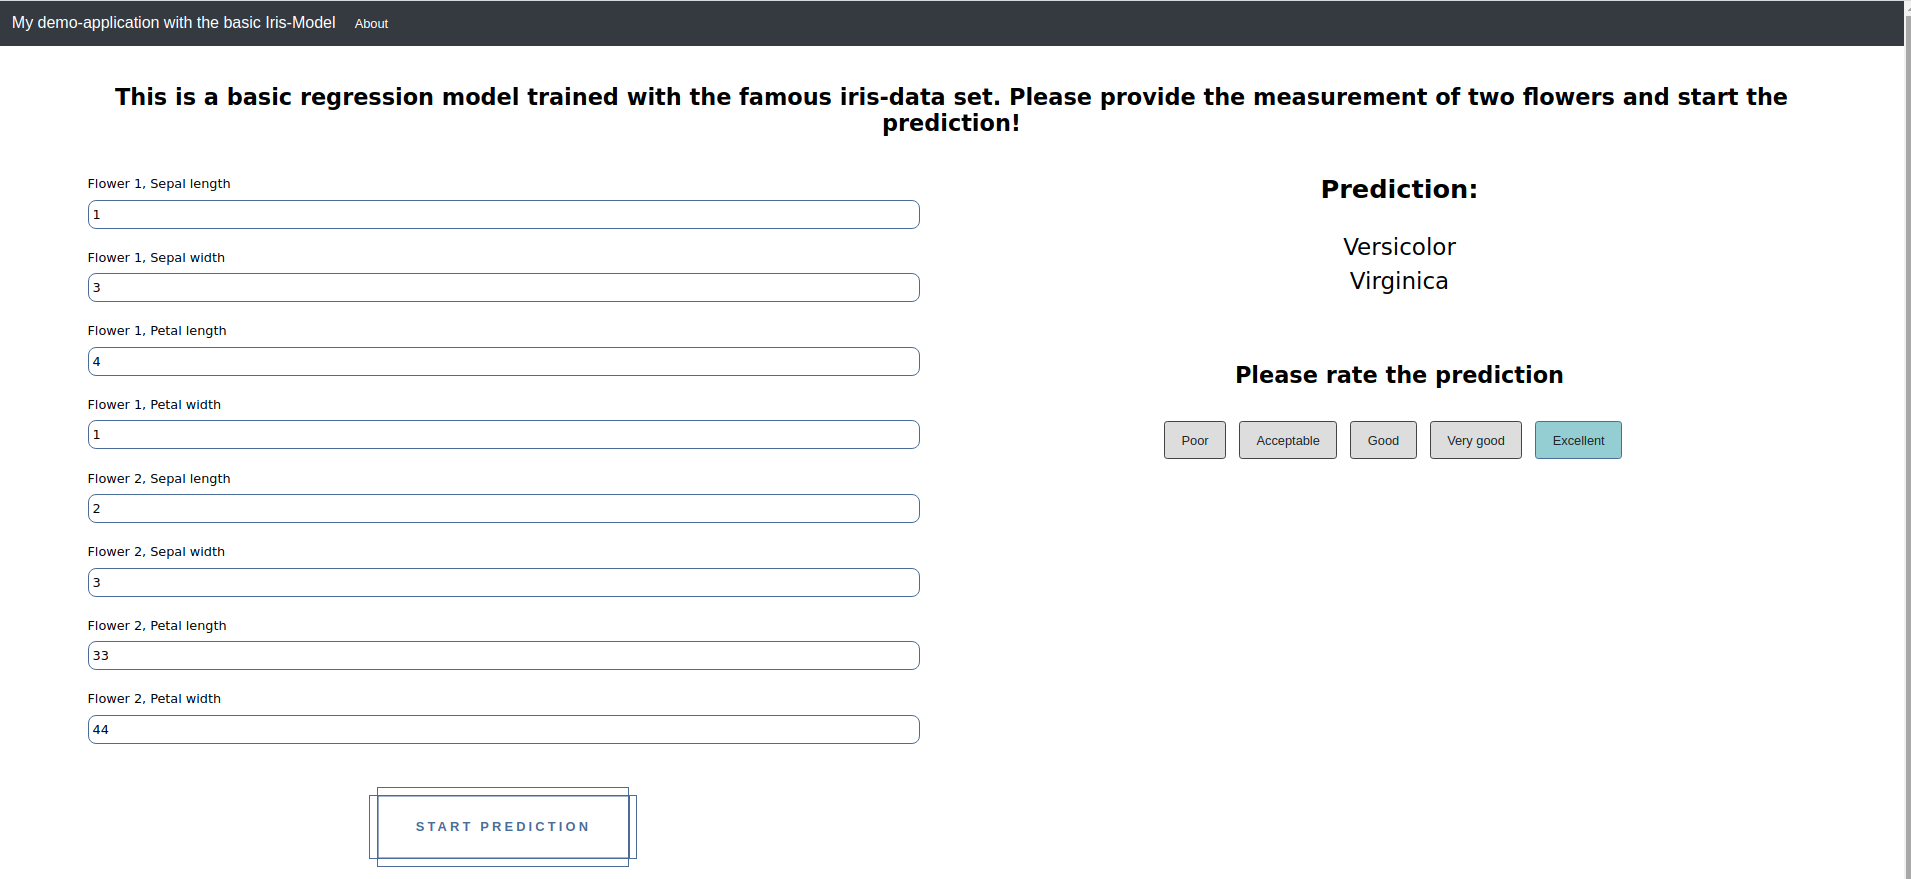 My demo-application with the basic Iris-Model About
This is a basic regression model trained with the famous iris-data set. Please provide the measurement of two flowers and start the
prediction!
Flower 1, Sepal length
1
Flower 1, Sepal width
3
Flower 1, Petal length
4
Flower 1, Petal width
1
Flower 2, Sepal length
2
Flower 2, Sepal width
3
Flower 2, Petal length
33
Flower 2, Petal width
44
START PREDICTION
Prediction:
Versicolor
Virginica
Please rate the prediction
Poor Acceptable Good Very good Excellent